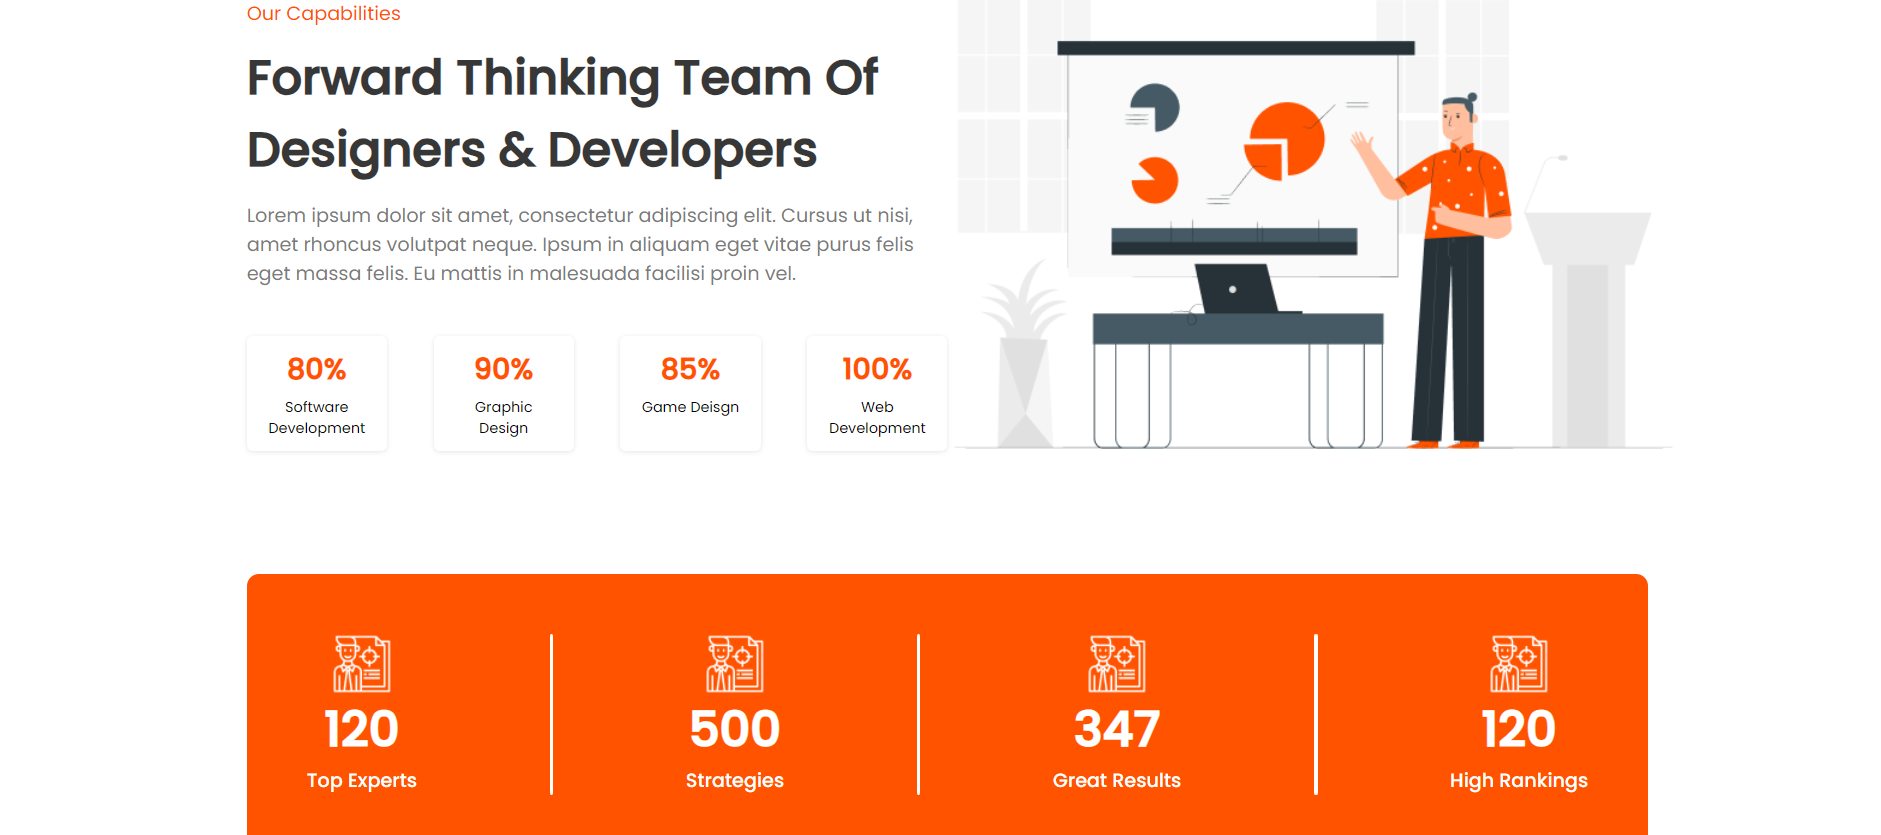 Our Capabilities
Forward Thinking Team Of
Designers & Developers
Lorem ipsum dolor sit amet, consectetur adipiscing elit. Cursus ut nisi,
amet rhoncus volutpat neque. Ipsum in aliquam eget vitae purus felis
eget massa felis. Eu mattis in malesuada facilisi proin vel.
80%
Software
Development
90%
Graphic
Design
85%
Game Deisgn
100%
Web
Development
120
Top Experts
500
Strategies
347
Great Results
120
High Rankings